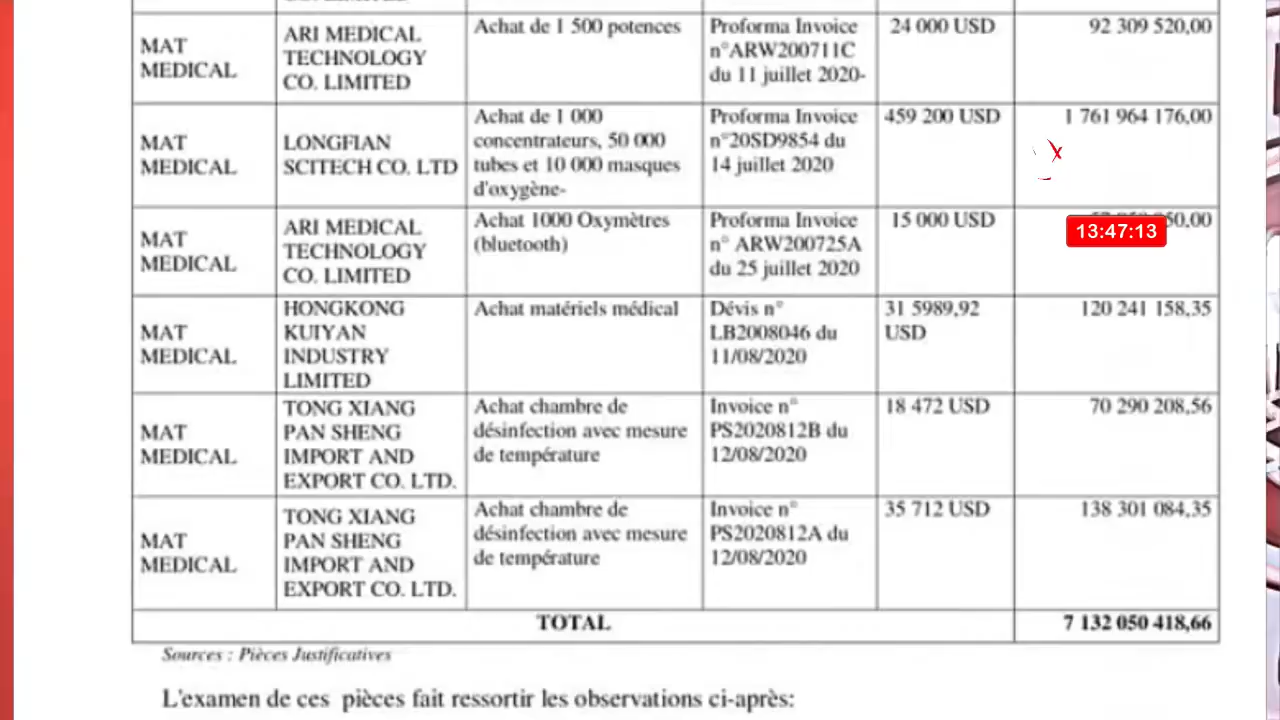 MAT
MEDICAL
ARI MEDICAL
TECHNOLOGY
CO. LIMITED
Achat de 1 500 potences
Proforma Invoice
n°ARW200711C
du 11 juillet 2020-
24 000 USD
92 309 520,00
MAT
MEDICAL
LONGFIAN
SCITECH CO. LTD
Achat de 1 000
concentrateurs, 50 000
tubes et 10 000 masques
d'oxygène-
Proforma Invoice
n°20SD9854 du
14 juillet 2020
459 200 USD
1 761 964 176,00
MAT
MEDICAL
ARI MEDICAL
TECHNOLOGY
CO. LIMITED
Achat 1000 Oxymètres
(bluetooth)
Proforma Invoice
n° ARW200725A
du 25 juillet 2020
15 000 USD
13:47:13
MAT
MEDICAL
HONGKONG
KUIYAN
INDUSTRY
LIMITED
Achat matériels médical
Dévis n°
LB2008046 du
11/08/2020
31 5989,92
USD
120 241 158,35
MAT
MEDICAL
TONG XIANG
PAN SHENG
IMPORT AND
EXPORT CO. LTD.
Achat chambre de
désinfection avec mesure
de température
Invoice n°
PS2020812B du
12/08/2020
18 472 USD
70 290 208,56
MAT
MEDICAL
TONG XIANG
PAN SHENG
IMPORT AND
EXPORT CO. LTD.
Achat chambre de
désinfection avec mesure
de température
Invoice n°
PS2020812A du
12/08/2020
35 712 USD
138 301 084,35
TOTAL
7 132 050 418,66
Sources : Pièces Justificatives
L'examen de ces pièces fait ressortir les observations ci-après: